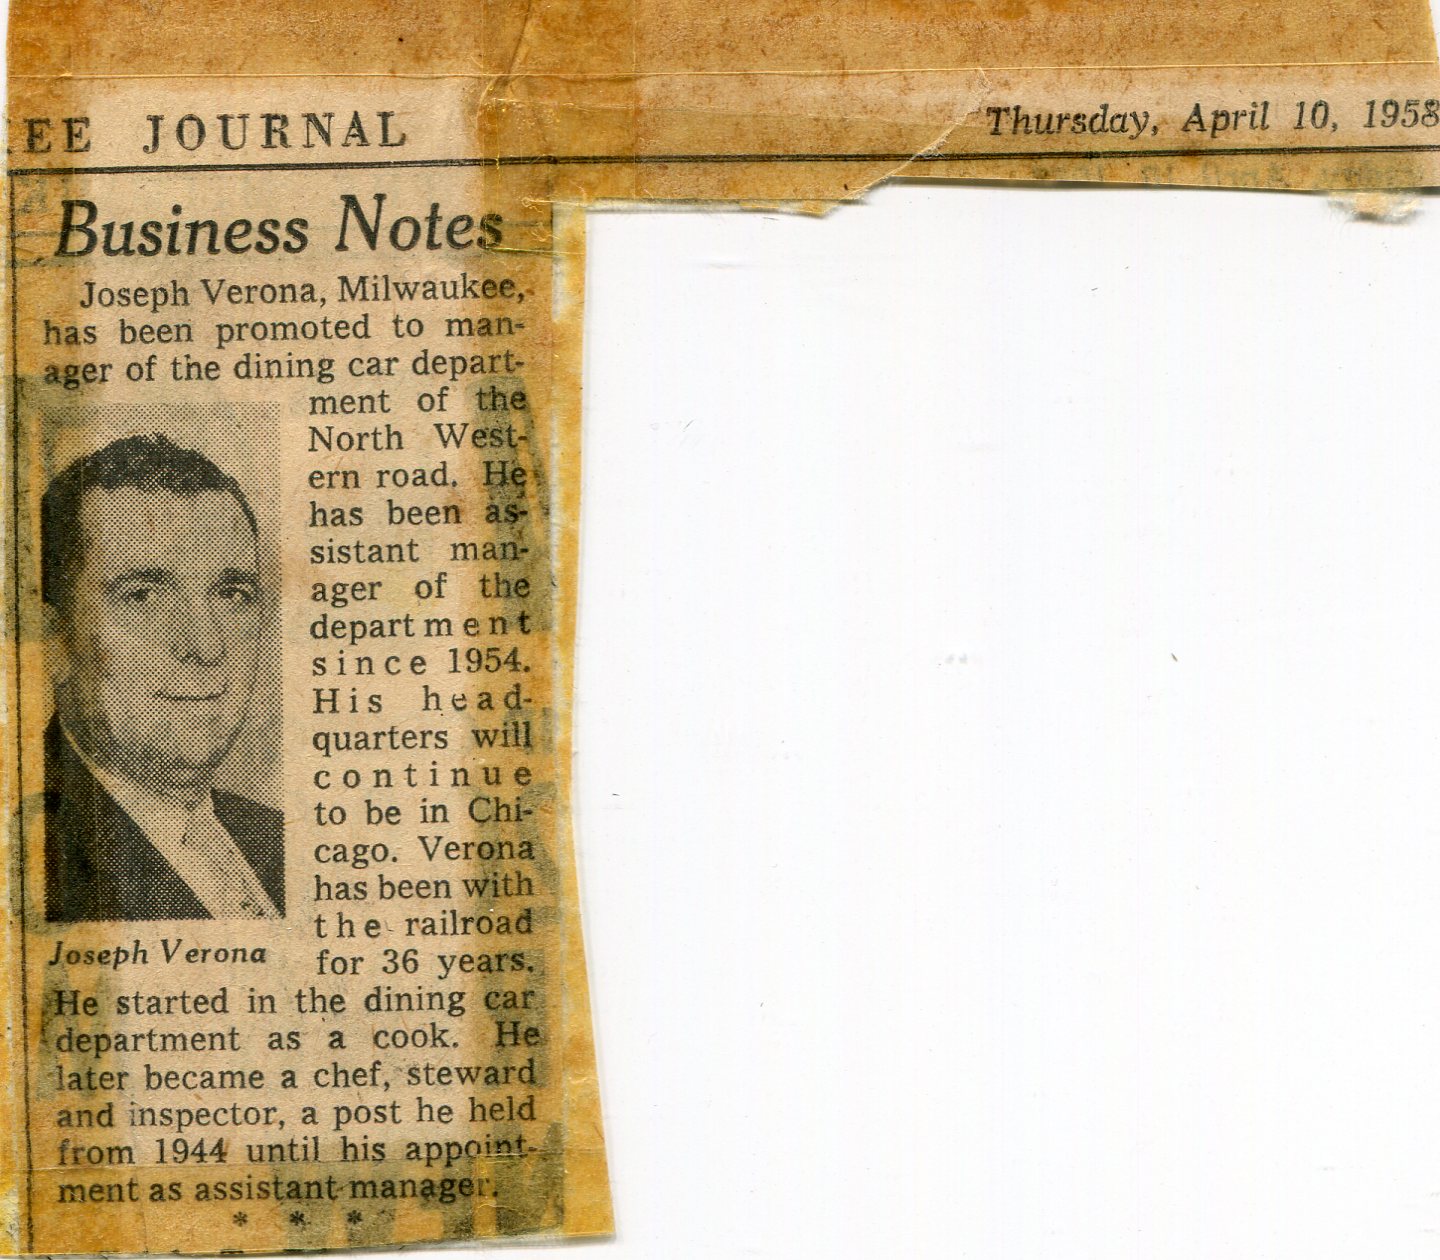 EE JOURNAL
Thursday, April 10, 1958
Business Notes
Joseph Verona, Milwaukee,
has been promoted to man-
ager of the dining car depart-
ment of the
North West-
ern road. He
has been as-
sistant man-
ager of the
department
since 1954.
His head-
quarters will
continue
to be in Chi-
cago. Verona
has been with
the railroad
for 36 years.
Joseph Verona
He started in the dining car
department as a cook. He
later became a chef, steward
and inspector, a post he held
from 1944 until his appoint-
ment as assistant manager.
* * *